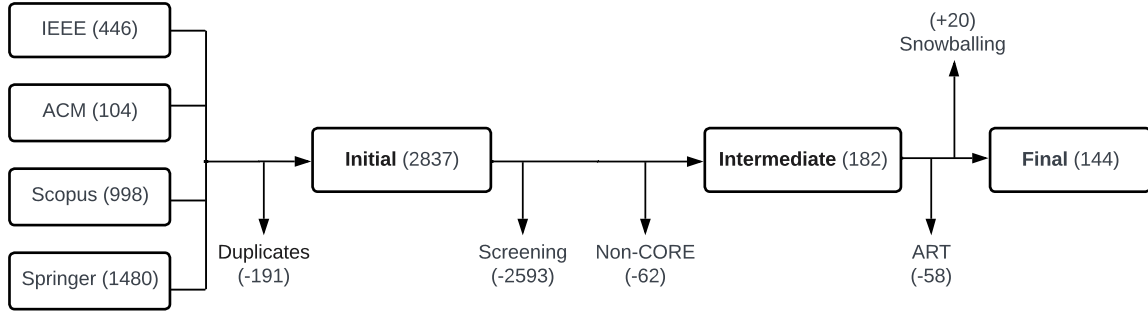 IEEE (446)
ACM (104)
Scopus (998)
Springer (1480)
Duplicates
(-191)
Initial (2837)
Screening
(-2593)
Non-CORE
(-62)
Intermediate (182)
(+20)
Snowballing
ART
(-58)
Final (144)